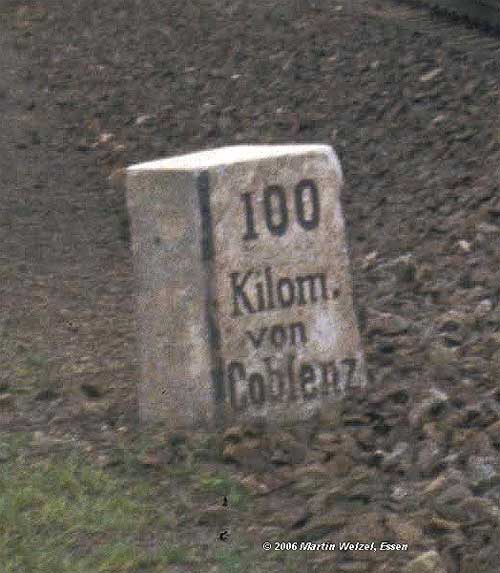 100
Kilom.
von
Coblenz
© 2006 Martin Welzel, Essen